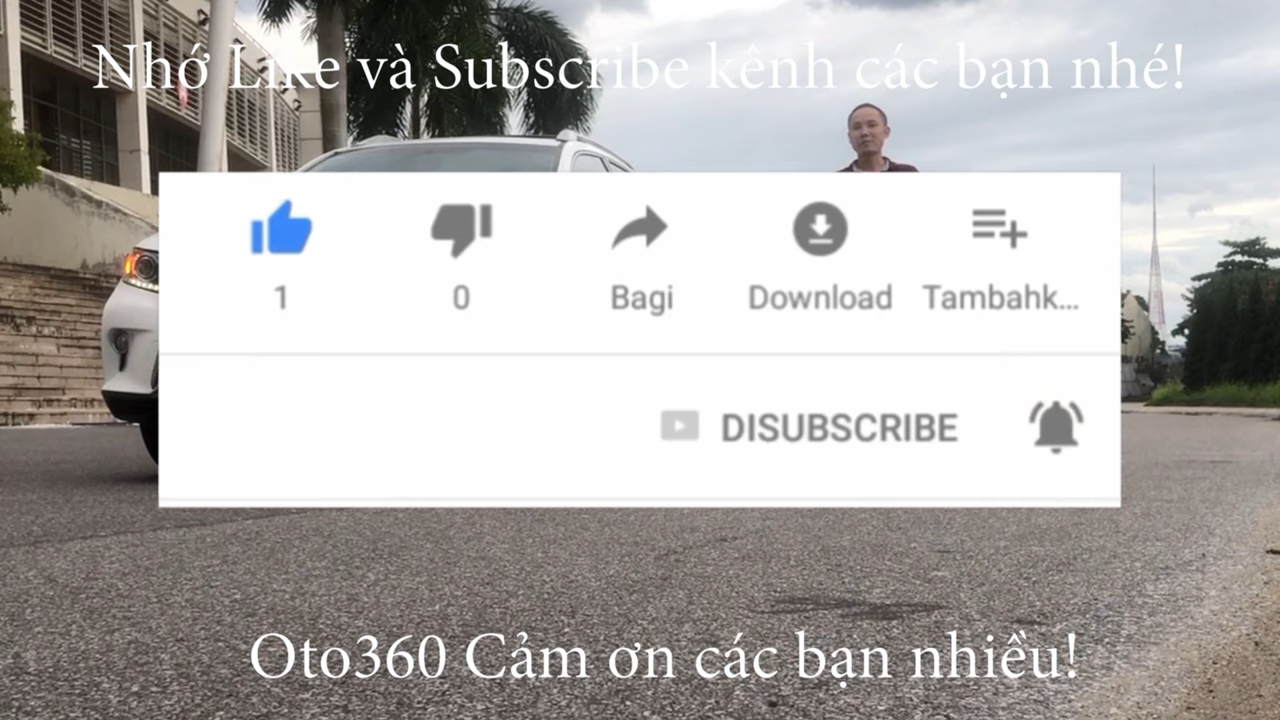 Nhớ Like và Subscribe kênh các bạn nhé!
1 0 Bagi Download Tambahk...
DISUBSCRIBE
Oto360 Cảm ơn các bạn nhiều!